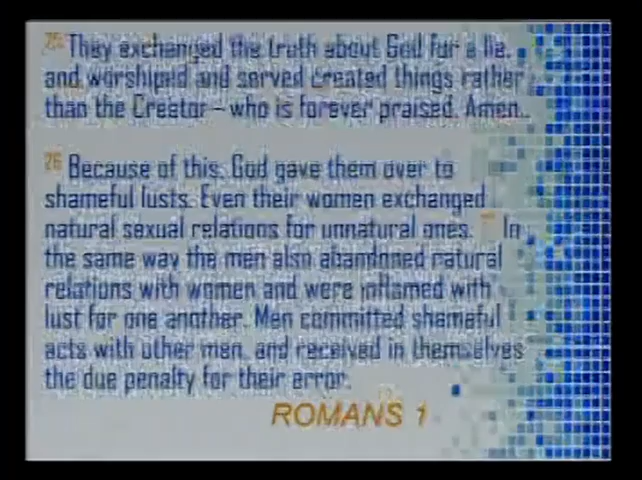 25 They exchanged the truth about God for a lie,
and worshiped and served created things rather
than the Creator—who is forever praised. Amen.
26 Because of this, God gave them over to
shameful lusts. Even their women exchanged
natural sexual relations for unnatural ones. In
the same way the men also abandoned natural
relations with women and were inflamed with
lust for one another. Men committed shameful
acts with other men, and received in themselves
the due penalty for their error.
ROMANS 1